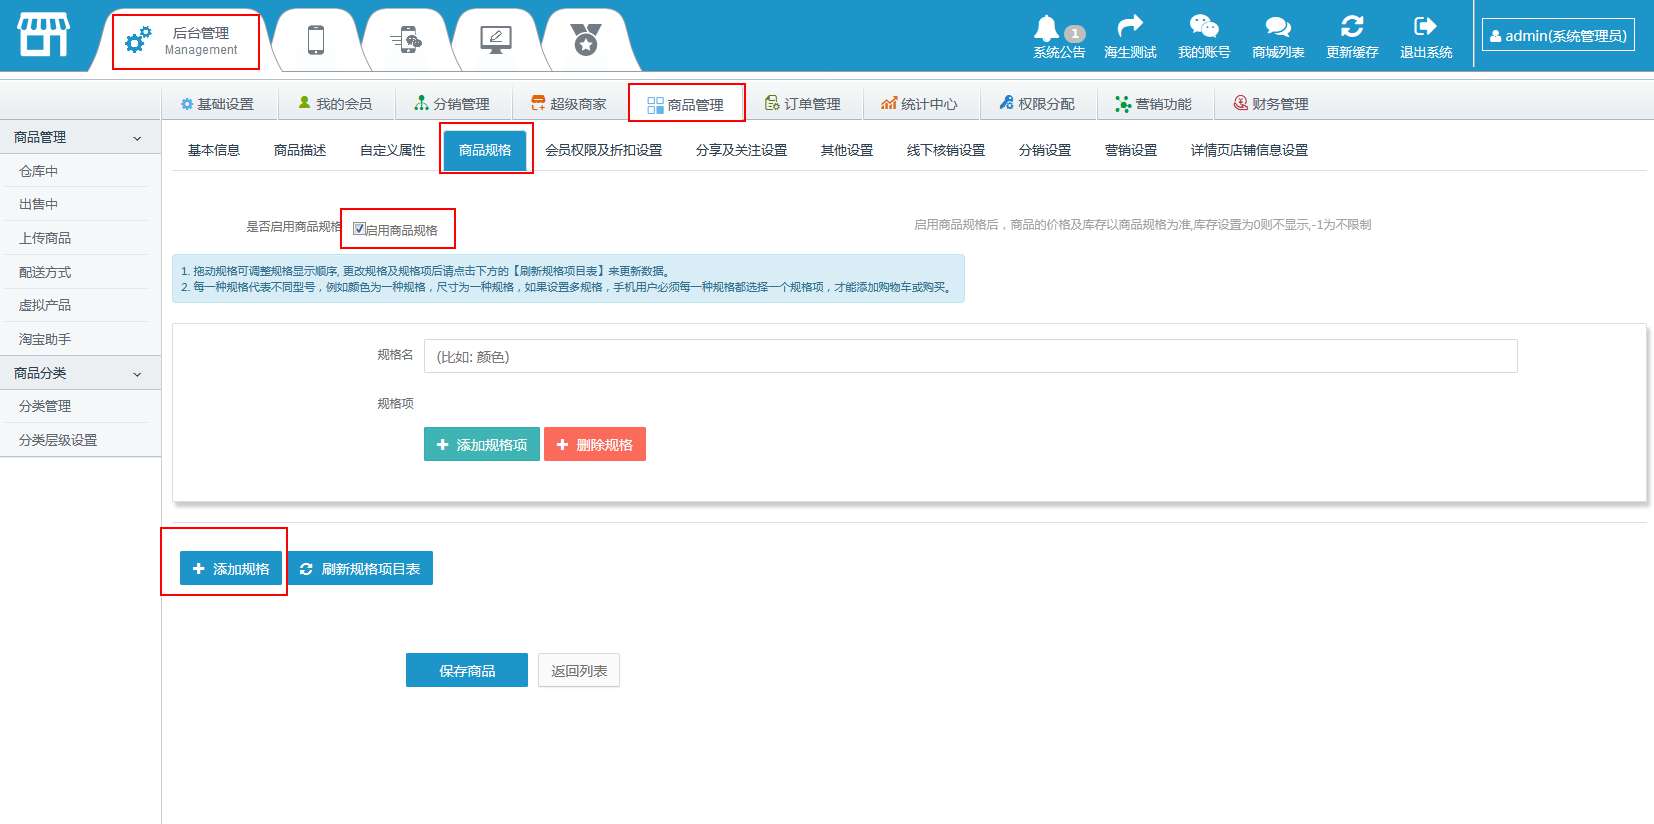 后台管理
Management
1
系统公告
海生测试
我的账号
商城列表
更新缓存
退出系统
admin(系统管理员)
基础设置
我的会员
分销管理
超级商家
商品管理
订单管理
统计中心
权限分配
营销功能
财务管理
商品管理
仓库中
出售中
上传商品
配送方式
虚拟产品
淘宝助手
商品分类
分类管理
分类层级设置
基本信息
商品描述
自定义属性
商品规格
会员权限及折扣设置
分享及关注设置
其他设置
线下核销设置
分销设置
营销设置
详情页店铺信息设置
是否启用商品规格
启用商品规格
启用商品规格后，商品的价格及库存以商品规格为准,库存设置为0则不显示,-1为不限制
1. 拖动规格可调整规格显示顺序, 更改规格及规格项后请点击下方的【刷新规格项目表】来更新数据。
2. 每一种规格代表不同型号，例如颜色为一种规格，尺寸为一种规格，如果设置多规格，手机用户必须每一种规格都选择一个规格项，才能添加购物车或购买。
规格名
(比如: 颜色)
规格项
添加规格项
删除规格
添加规格
刷新规格项目表
保存商品
返回列表